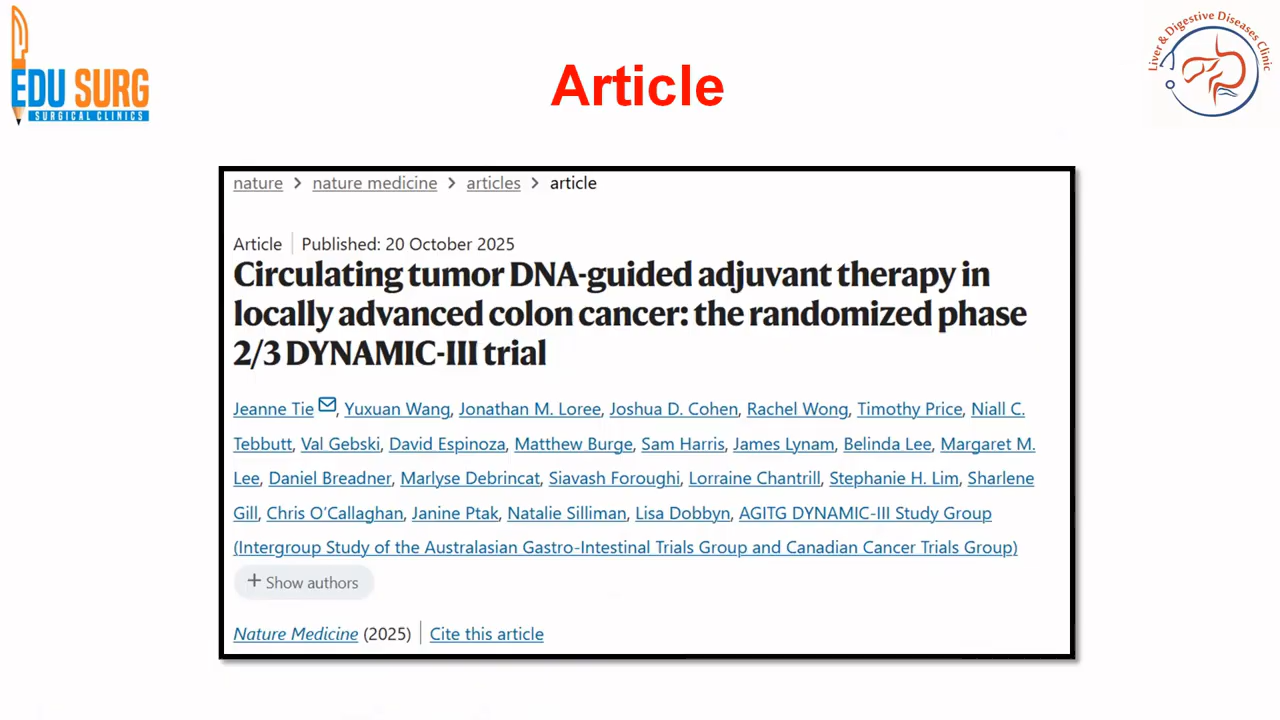 EDU SURG
SURGICAL CLINICS
Article
Liver & Digestive Diseases Clinic
nature > nature medicine > articles > article
Article | Published: 20 October 2025
Circulating tumor DNA-guided adjuvant therapy in
locally advanced colon cancer: the randomized phase
2/3 DYNAMIC-III trial
Jeanne Tie, Yuxuan Wang, Jonathan M. Loree, Joshua D. Cohen, Rachel Wong, Timothy Price, Niall C.
Tebbutt, Val Gebski, David Espinoza, Matthew Burge, Sam Harris, James Lynam, Belinda Lee, Margaret M.
Lee, Daniel Breadner, Marlyse Debrincat, Siavash Foroughi, Lorraine Chantrill, Stephanie H. Lim, Sharlene
Gill, Chris O’Callaghan, Janine Ptak, Natalie Silliman, Lisa Dobbyn, AGITG DYNAMIC-III Study Group
(Intergroup Study of the Australasian Gastro-Intestinal Trials Group and Canadian Cancer Trials Group)
+ Show authors
Nature Medicine (2025) | Cite this article